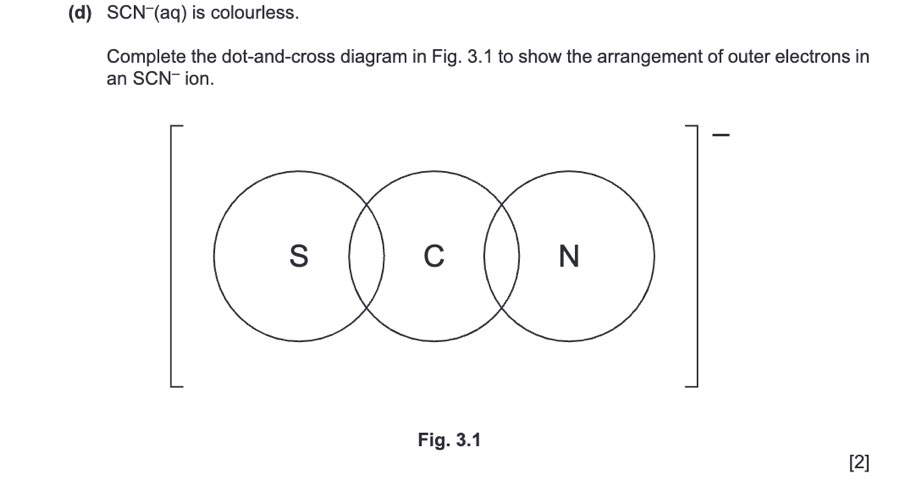 (d) SCN⁻(aq) is colourless.
Complete the dot-and-cross diagram in Fig. 3.1 to show the arrangement of outer electrons in
an SCN⁻ ion.
–
S C N
Fig. 3.1
[2]